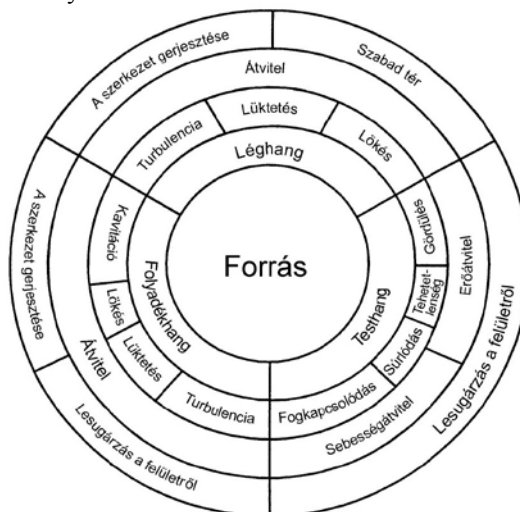 A szerkezet gerjesztése
Szabad tér
Átvitel
Turbulencia
Lüktetés
Lökés
Léghang
A szerkezet gerjesztése
Átvitel
Kavitáció
Lökés
Lüktetés
Turbulencia
Folyadékhang
Forrás
Testhang
Gördülés
Tehetet-
lenség
Súrlódás
Fogkapcsolódás
Erőátvitel
Sebességátvitel
Lesugárzás a felületről
Lesugárzás a felületről